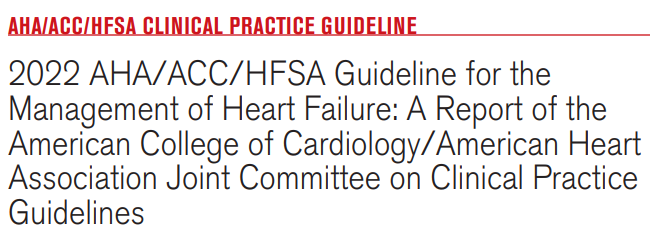 AHA/ACC/HFSA CLINICAL PRACTICE GUIDELINE
2022 AHA/ACC/HFSA Guideline for the
Management of Heart Failure: A Report of the
American College of Cardiology/American Heart
Association Joint Committee on Clinical Practice
Guidelines